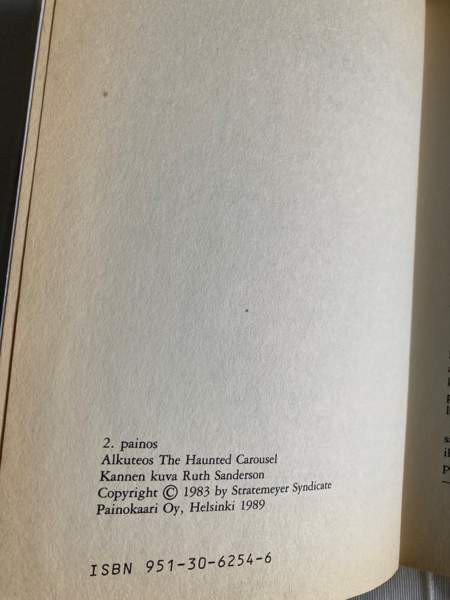 2. painos
Alkuteos The Haunted Carousel
Kannen kuva Ruth Sanderson
Copyright © 1983 by Stratemeyer Syndicate
Painokaari Oy, Helsinki 1989
ISBN 951-30-6254-6